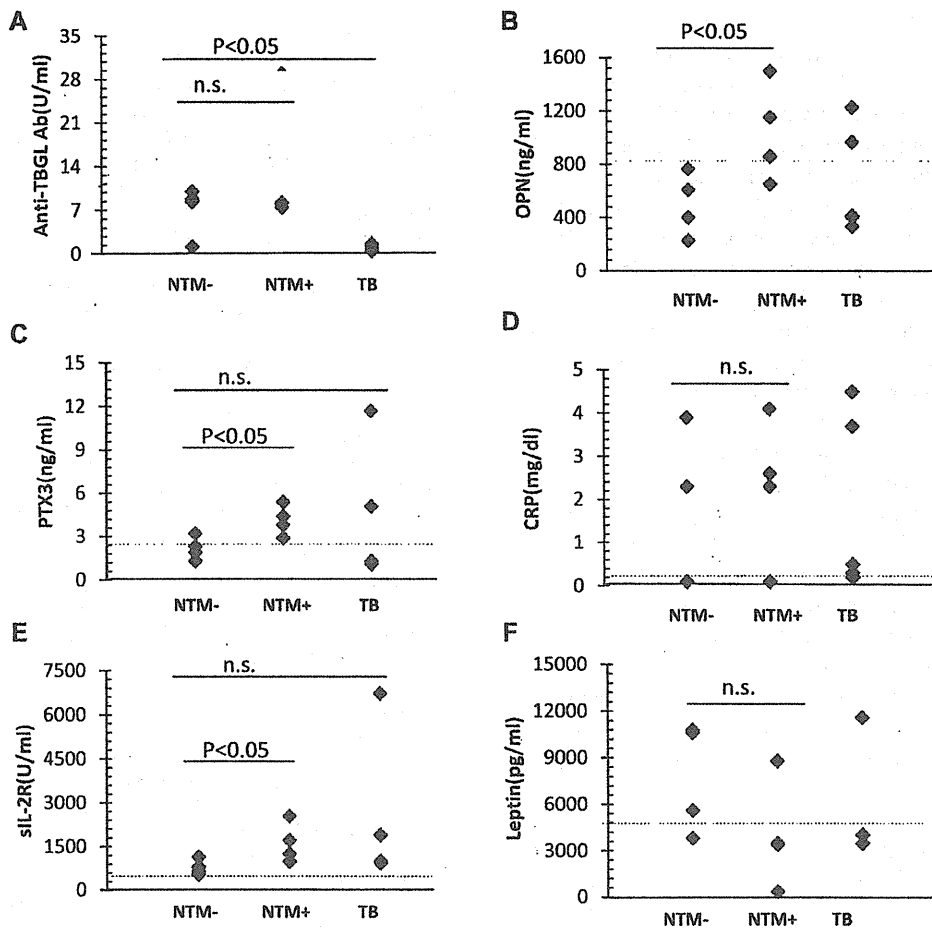 A
Anti-TBGL Ab(U/ml)
35
28
21
14
7
0
P<0.05
n.s.
NTM-
NTM+
TB
B
OPN(ng/ml)
1600
1200
800
400
0
P<0.05
NTM-
NTM+
TB
C
PTX3(ng/ml)
15
12
9
6
3
0
n.s.
P<0.05
NTM-
NTM+
TB
D
CRP(mg/dl)
5
4
3
2
1
0
n.s.
NTM-
NTM+
TB
E
sIL-2R(U/ml)
7500
6000
4500
3000
1500
0
n.s.
P<0.05
NTM-
NTM+
TB
F
Leptin(pg/ml)
15000
12000
9000
6000
3000
0
n.s.
NTM-
NTM+
TB